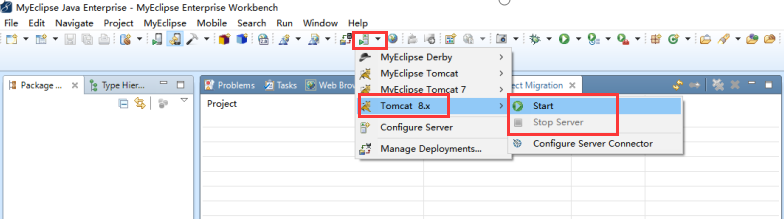 MyEclipse Java Enterprise - MyEclipse Enterprise Workbench
File Edit Navigate Project MyEclipse Mobile Search Run Window Help
MyEclipse Derby
MyEclipse Tomcat
MyEclipse Tomcat 7
Tomcat 8.x
Configure Server
Manage Deployments...
Start
Stop Server
Configure Server Connector
Package ...
Type Hier...
Problems
Tasks
Web Brow
ect Migration
Project